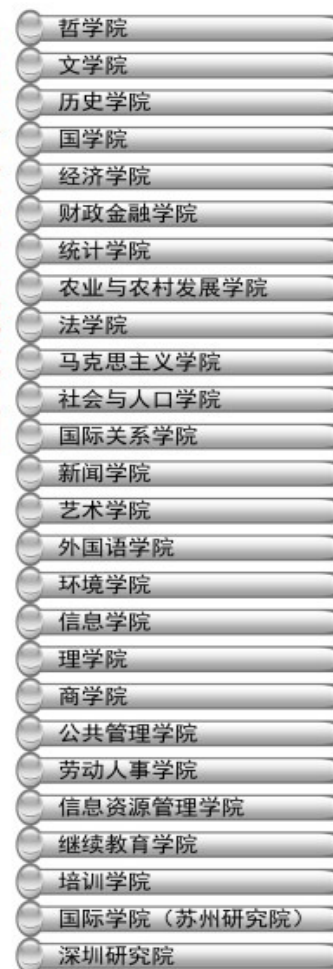 哲学院
文学院
历史学院
国学院
经济学院
财政金融学院
统计学院
农业与农村发展学院
法学院
马克思主义学院
社会与人口学院
国际关系学院
新闻学院
艺术学院
外国语学院
环境学院
信息学院
理学院
商学院
公共管理学院
劳动人事学院
信息资源管理学院
继续教育学院
培训学院
国际学院（苏州研究院）
深圳研究院